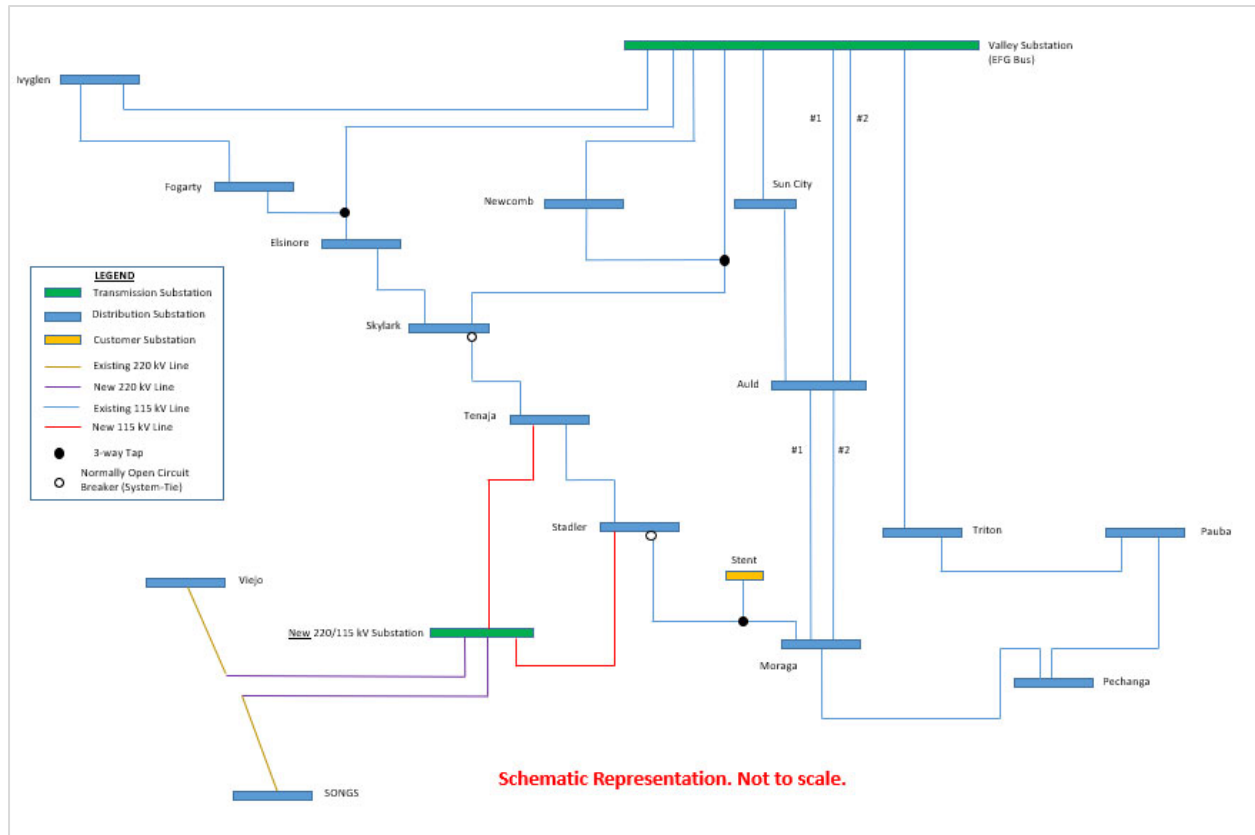 Valley Substation
(EFG Bus)
Ivyglen
#1
#2
Fogarty
Newcomb
Sun City
Elsinore
LEGEND
Transmission Substation
Distribution Substation
Customer Substation
Existing 220 kV Line
New 220 kV Line
Existing 115 kV Line
New 115 kV Line
3-way Tap
Normally Open Circuit
Breaker (System-Tie)
Skylark
Auld
Tenaja
#1
#2
Stadler
Triton
Pauba
Stent
Viejo
New 220/115 kV Substation
Moraga
Pechanga
Schematic Representation. Not to scale.
SONGS